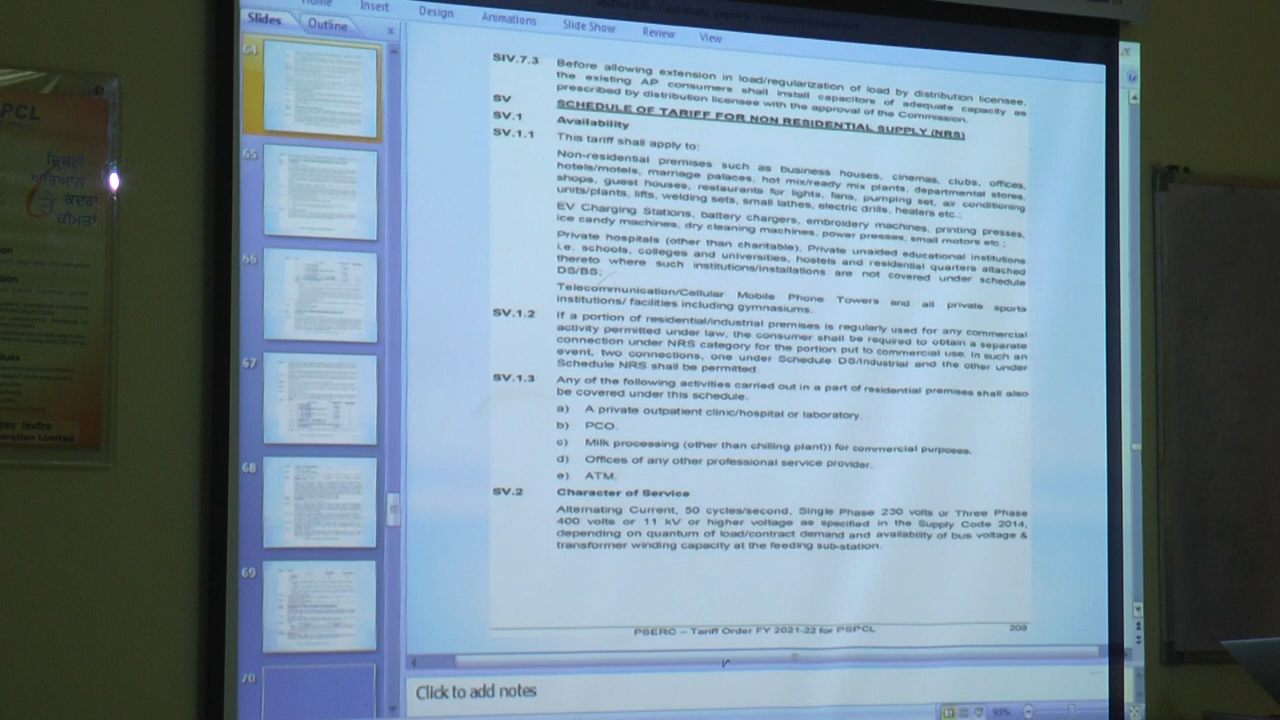 Home Insert Design Animations Slide Show Review View
Slides Outline
64
65
66
67
68
69
70
SIV.7.3 Before allowing extension in load/regularization of load by distribution licensee,
the existing AP consumers shall install capacitors of adequate capacity as
prescribed by distribution licensee with the approval of the Commission.
SV SCHEDULE OF TARIFF FOR NON RESIDENTIAL SUPPLY (NRS)
SV.1 Availability
SV.1.1 This tariff shall apply to:
Non-residential premises such as business houses, cinemas, clubs, offices,
hotels/motels, marriage palaces, hot mix/ready mix plants, departmental stores,
shops, guest houses, restaurants for lights, fans, pumping set, air conditioning
units/plants, lifts, welding sets, small lathes, electric drills, heaters etc.;
EV Charging Stations, battery chargers, embroidery machines, printing presses,
ice candy machines, dry cleaning machines, power presses, small motors etc.;
Private hospitals (other than charitable), Private unaided educational institutions
i.e. schools, colleges and universities, hostels and residential quarters attached
thereto where such institutions/installations are not covered under schedule
DS/BS;
Telecommunication/Cellular Mobile Phone Towers and all private sports
institutions/ facilities including gymnasiums.
SV.1.2 If a portion of residential/industrial premises is regularly used for any commercial
activity permitted under law, the consumer shall be required to obtain a separate
connection under NRS category for the portion put to commercial use. In such an
event, two connections, one under Schedule DS/Industrial and the other under
Schedule NRS shall be permitted.
SV.1.3 Any of the following activities carried out in a part of residential premises shall also
be covered under this schedule.
a) A private outpatient clinic/hospital or laboratory.
b) PCO.
c) Milk processing (other than chilling plant)) for commercial purposes.
d) Offices of any other professional service provider.
e) ATM.
SV.2 Character of Service
Alternating Current, 50 cycles/second, Single Phase 230 volts or Three Phase
400 volts or 11 kV or higher voltage as specified in the Supply Code 2014,
depending on quantum of load/contract demand and availability of bus voltage &
transformer winding capacity at the feeding sub-station.
PSERC – Tariff Order FY 2021-22 for PSPCL 208
Click to add notes
93%
PCL
ਦ੍ਰਿਸ਼ਟੀ
ਕਦਰਾਂ
ਕੀਮਤਾਂ
oration Limited